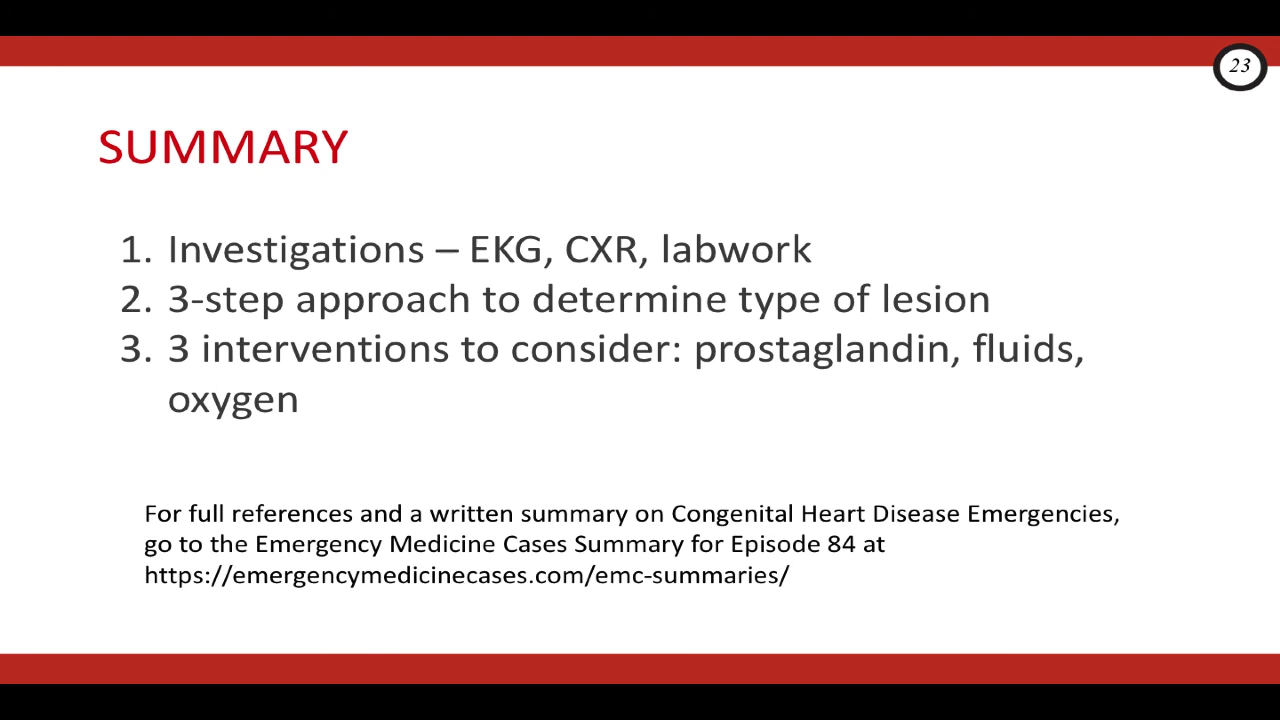 23
SUMMARY
1. Investigations – EKG, CXR, labwork
2. 3-step approach to determine type of lesion
3. 3 interventions to consider: prostaglandin, fluids,
oxygen
For full references and a written summary on Congenital Heart Disease Emergencies,
go to the Emergency Medicine Cases Summary for Episode 84 at
https://emergencymedicinecases.com/emc-summaries/